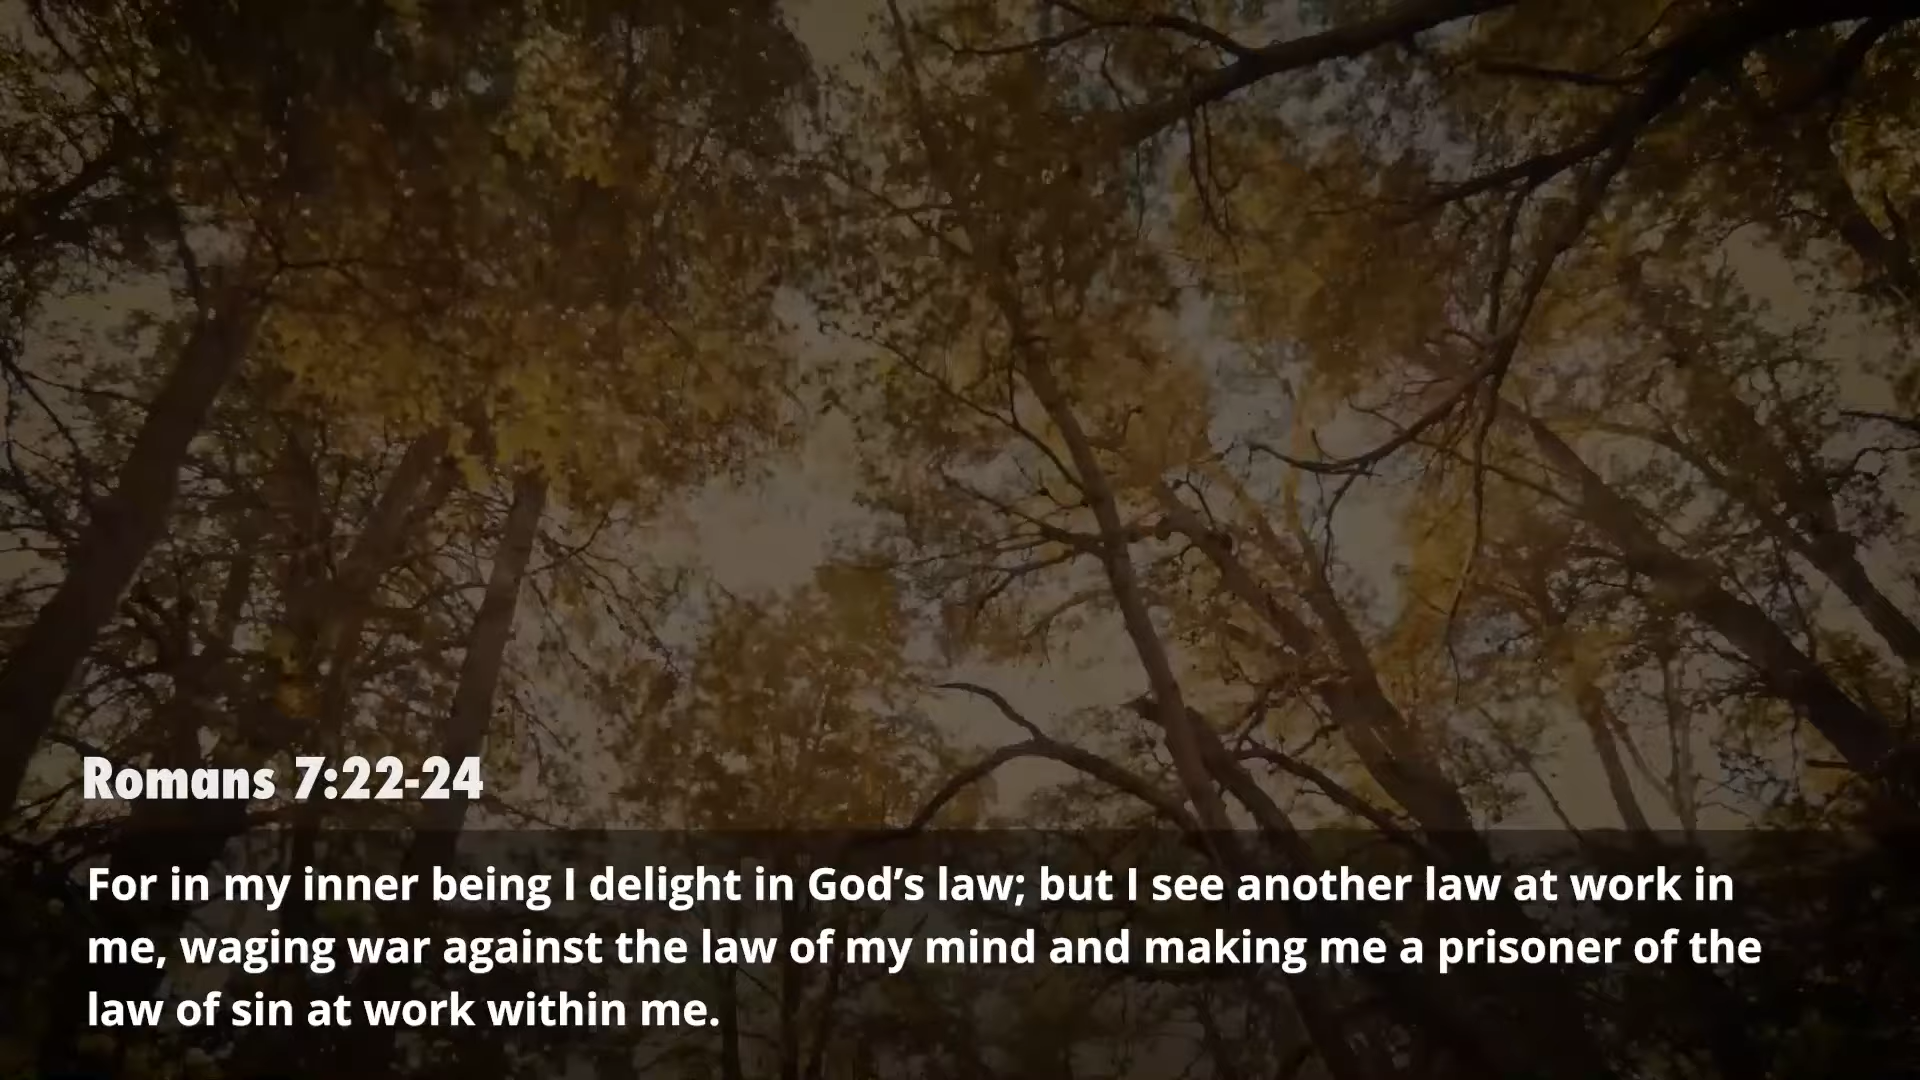 Romans 7:22-24
For in my inner being I delight in God’s law; but I see another law at work in
me, waging war against the law of my mind and making me a prisoner of the
law of sin at work within me.